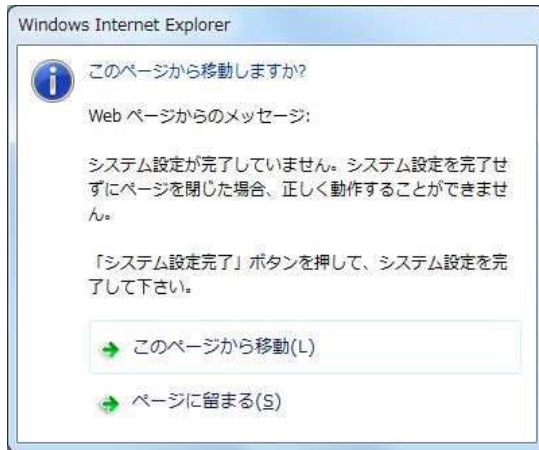 Windows Internet Explorer
このページから移動しますか?
Web ページからのメッセージ:
システム設定が完了していません。システム設定を完了せ
ずにページを閉じた場合、正しく動作することができませ
ん。
「システム設定完了」ボタンを押して、システム設定を完
了して下さい。
このページから移動(L)
ページに留まる(S)